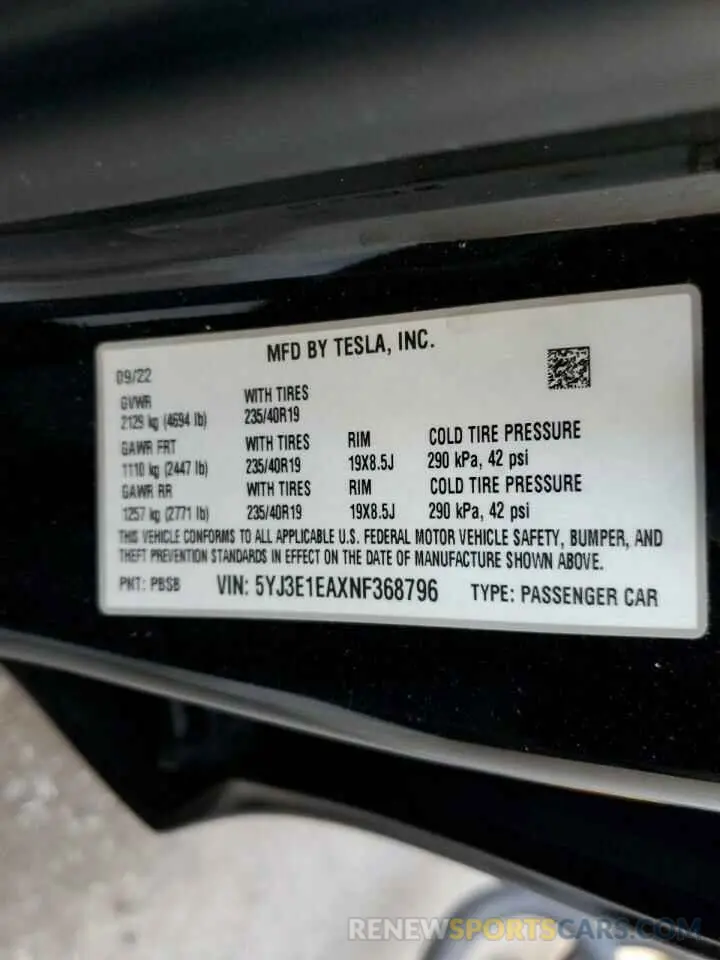 MFD BY TESLA, INC.
09/22
GVWR WITH TIRES
2129 kg (4694 lb) 235/40R19
GAWR FRT WITH TIRES RIM COLD TIRE PRESSURE
1110 kg (2447 lb) 235/40R19 19X8.5J 290 kPa, 42 psi
GAWR RR WITH TIRES RIM COLD TIRE PRESSURE
1257 kg (2771 lb) 235/40R19 19X8.5J 290 kPa, 42 psi
THIS VEHICLE CONFORMS TO ALL APPLICABLE U.S. FEDERAL MOTOR VEHICLE SAFETY, BUMPER, AND
THEFT PREVENTION STANDARDS IN EFFECT ON THE DATE OF MANUFACTURE SHOWN ABOVE.
PNT: PBSB VIN: 5YJ3E1EAXNF368796 TYPE: PASSENGER CAR
RENEWSPORTSCARS.COM